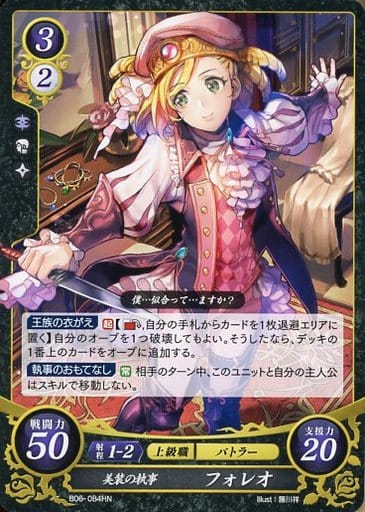 3
2
僕…似合って…ますか?
王族の衣がえ 起【、自分の手札からカードを1枚退避エリアに
置く】自分のオーブを1つ破壊してもよい。そうしたなら、デッキの
1番上のカードをオーブに追加する。
執事のおもてなし 常 相手のターン中、このユニットと自分の主人公
はスキルで移動しない。
戦闘力
50
射程 1-2
上級職
バトラー
支援力
20
美装の執事
フォレオ
B06-084HN
Illust:藤川祥